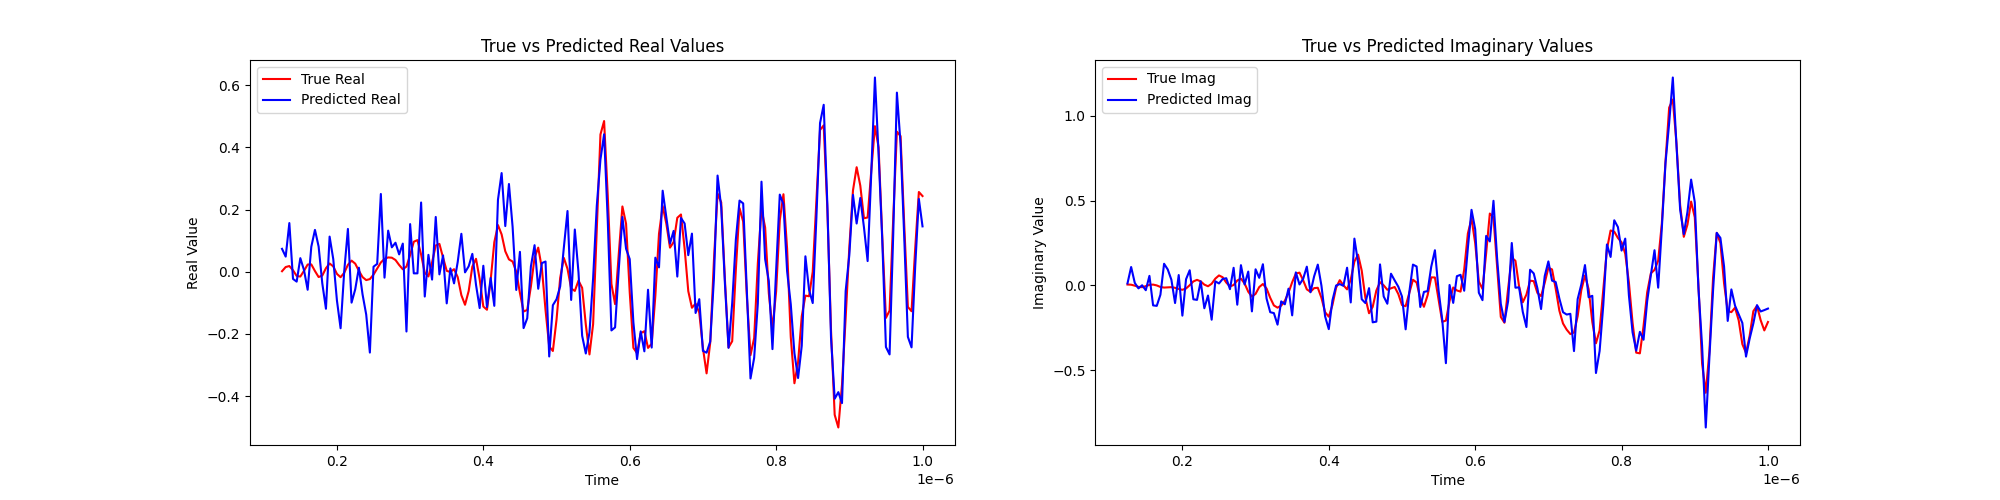 True vs Predicted Real Values
True Real
Predicted Real
Real Value
0.6
0.4
0.2
0.0
−0.2
−0.4
0.2
0.4
0.6
0.8
1.0
1e−6
Time
True vs Predicted Imaginary Values
True Imag
Predicted Imag
Imaginary Value
1.0
0.5
0.0
−0.5
0.2
0.4
0.6
0.8
1.0
1e−6
Time